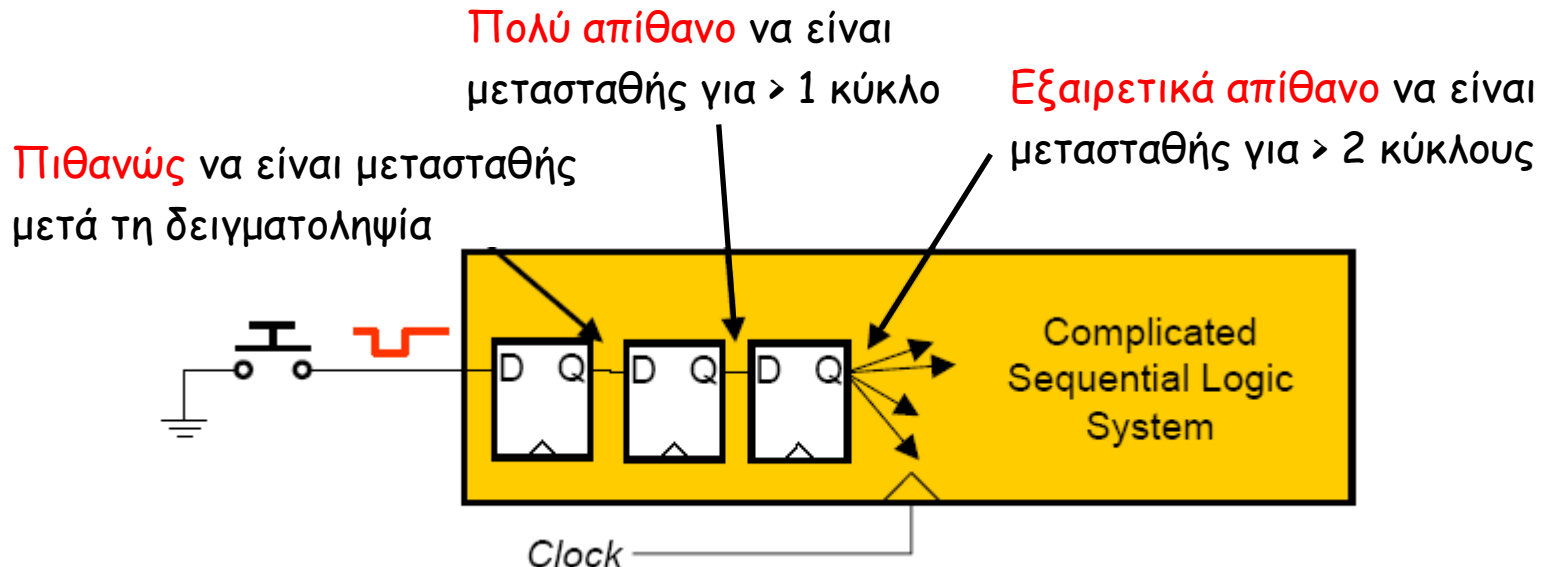 Πολύ απίθανο να είναι
μετασταθής για > 1 κύκλο
Εξαιρετικά απίθανο να είναι
μετασταθής για > 2 κύκλους
Πιθανώς να είναι μετασταθής
μετά τη δειγματοληψία
D Q D Q D Q
Complicated
Sequential Logic
System
Clock